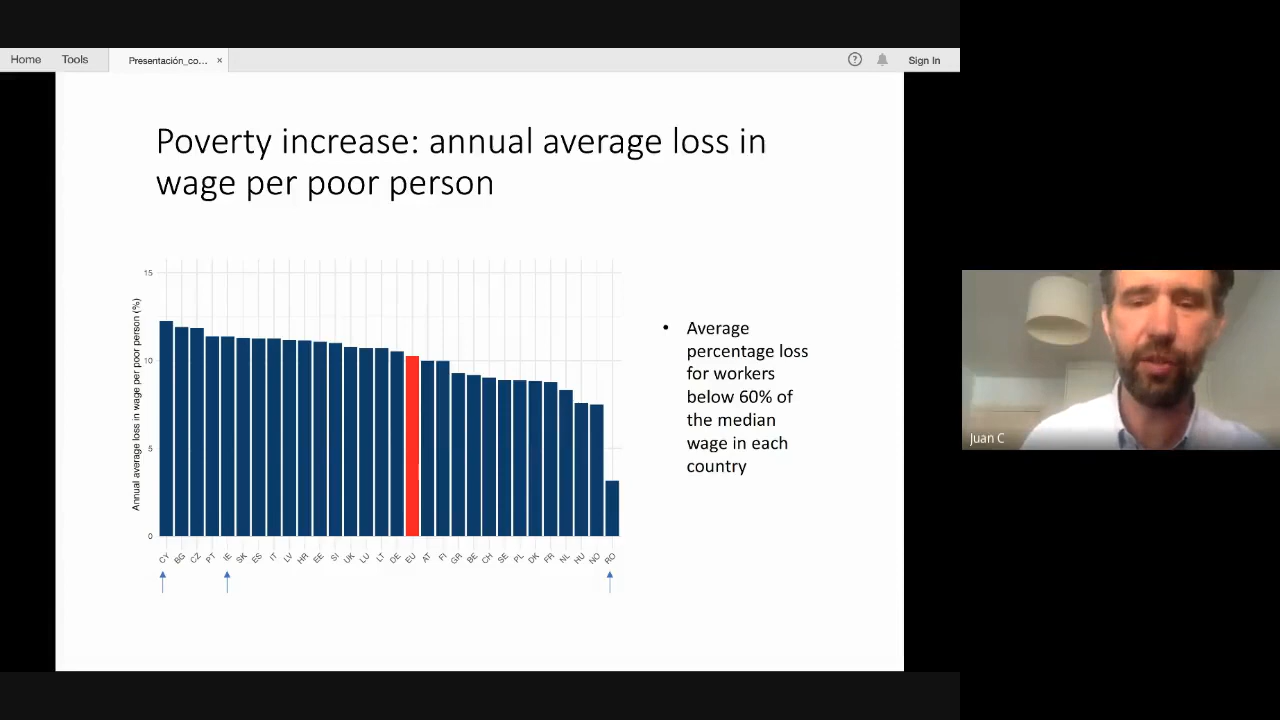 Home Tools Presentación_co... × ? Sign In
Poverty increase: annual average loss in
wage per poor person
Annual average loss in wage per poor person (%)
15
10
5
0
CY BG CZ PT IE SK ES IT LV HR EE SI UK LU LT DE EU AT FI GR BE CH SE PL DK FR NL HU NO RO
• Average
percentage loss
for workers
below 60% of
the median
wage in each
country
Juan C